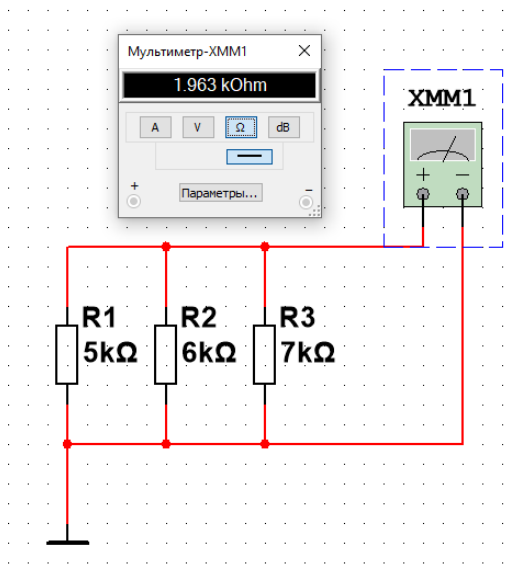 Мультиметр-XMM1
1.963 kOhm
A V Ω dB
+ Параметры... −
XMM1
+ −
R1 R2 R3
5kΩ 6kΩ 7kΩ